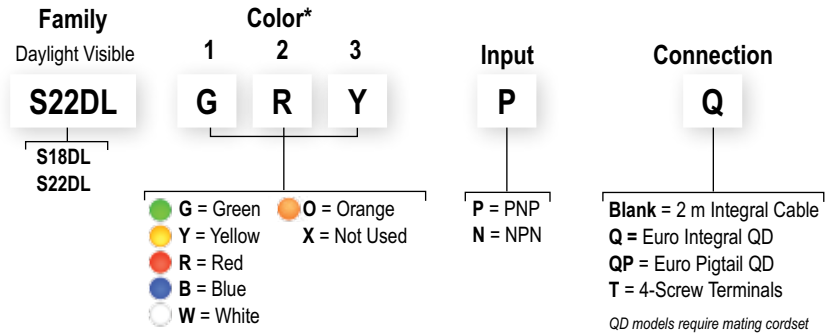 Family
Daylight Visible
S22DL
S18DL
S22DL
Color*
1 2 3
G R Y
G = Green
Y = Yellow
R = Red
B = Blue
W = White
O = Orange
X = Not Used
Input
P
P = PNP
N = NPN
Connection
Q
Blank = 2 m Integral Cable
Q = Euro Integral QD
QP = Euro Pigtail QD
T = 4-Screw Terminals
QD models require mating cordset